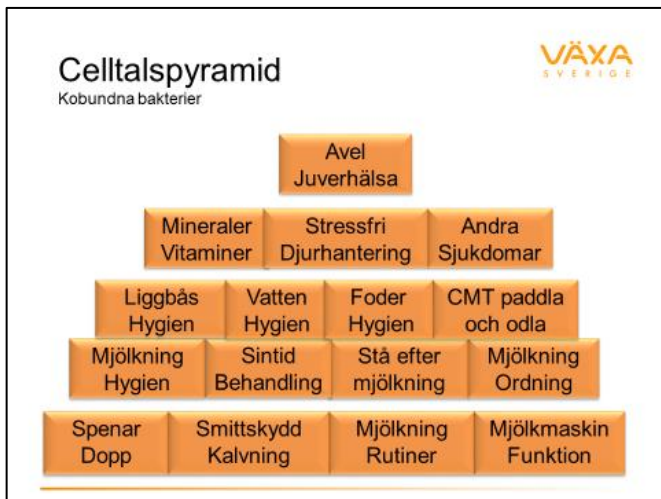 Celltalspyramid
Kobundna bakterier
VÄXA
SVERIGE
Avel
Juverhälsa
Mineraler
Vitaminer
Stressfri
Djurhantering
Andra
Sjukdomar
Liggbås
Hygien
Vatten
Hygien
Foder
Hygien
CMT paddla
och odla
Mjölkning
Hygien
Sintid
Behandling
Stå efter
mjölkning
Mjölkning
Ordning
Spenar
Dopp
Smittskydd
Kalvning
Mjölkning
Rutiner
Mjölkmaskin
Funktion